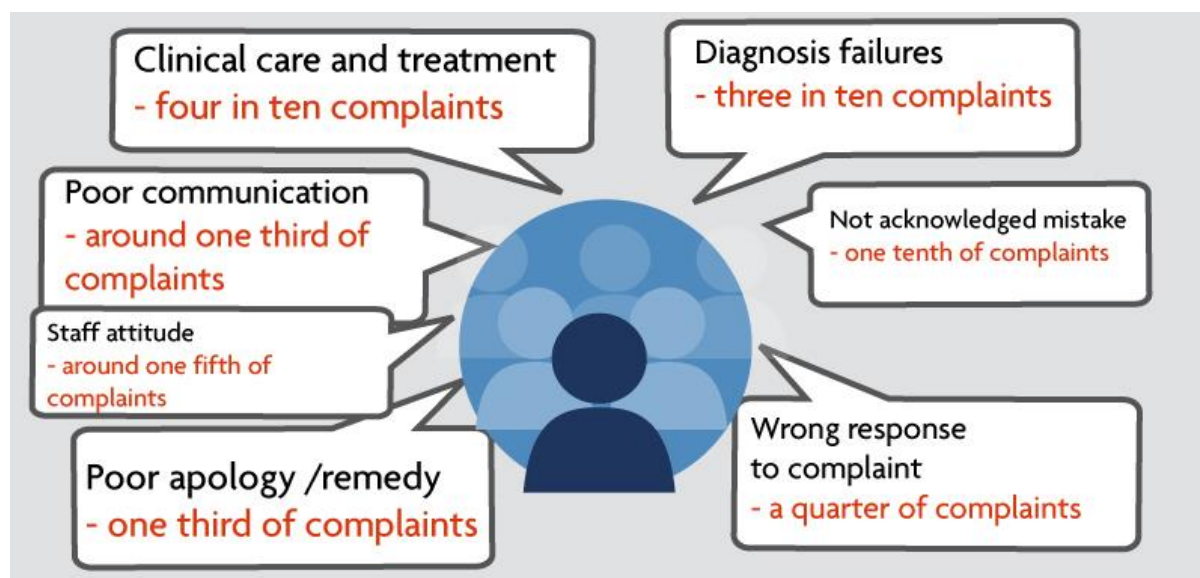 Clinical care and treatment
- four in ten complaints
Diagnosis failures
- three in ten complaints
Poor communication
- around one third of
complaints
Not acknowledged mistake
- one tenth of complaints
Staff attitude
- around one fifth of
complaints
Poor apology /remedy
- one third of complaints
Wrong response
to complaint
- a quarter of complaints